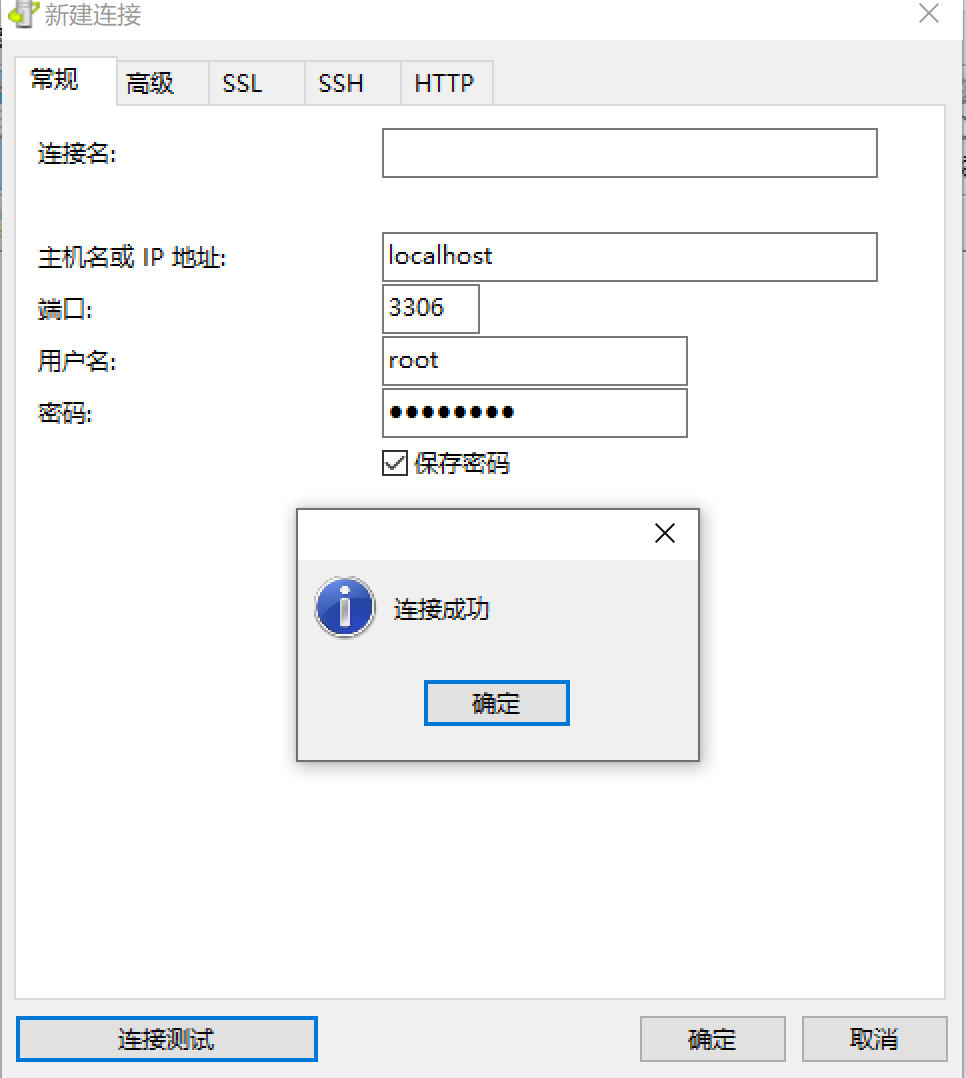 新建连接
常规 高级 SSL SSH HTTP
连接名:
主机名或 IP 地址: localhost
端口: 3306
用户名: root
密码: ●●●●●●●●
保存密码
连接成功
确定
连接测试 确定 取消